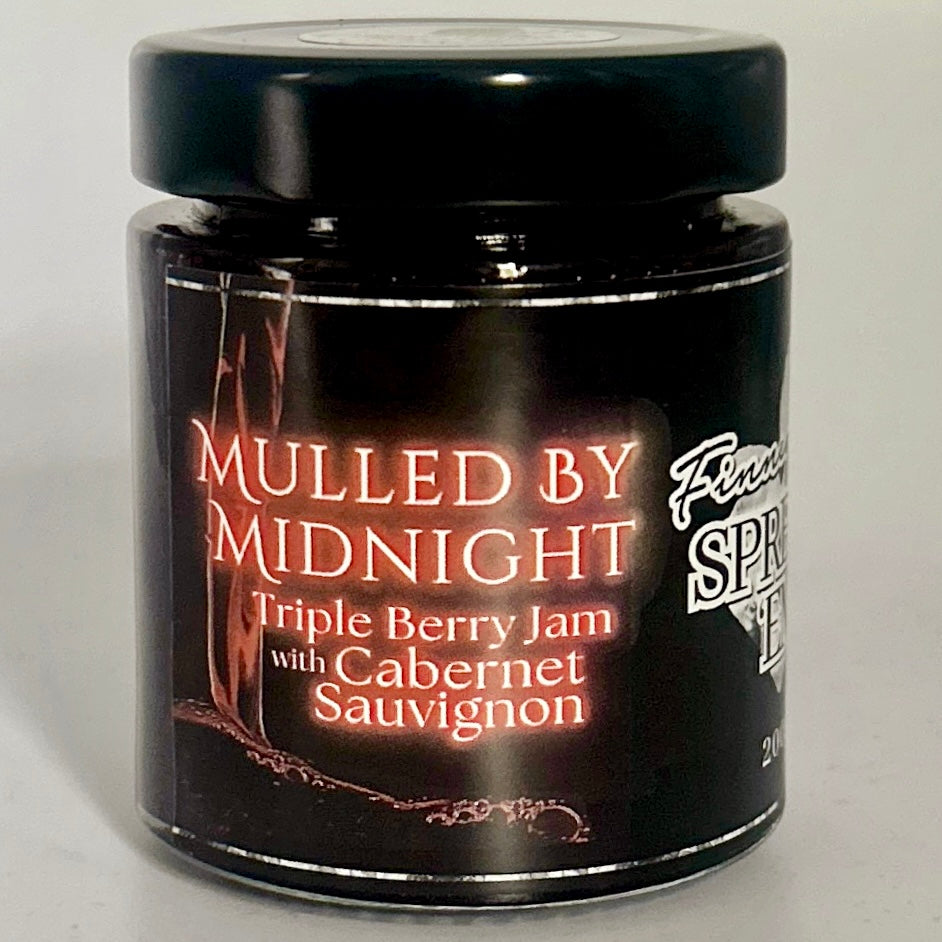 MULLED BY
MIDNIGHT
Triple Berry Jam
with Cabernet
Sauvignon